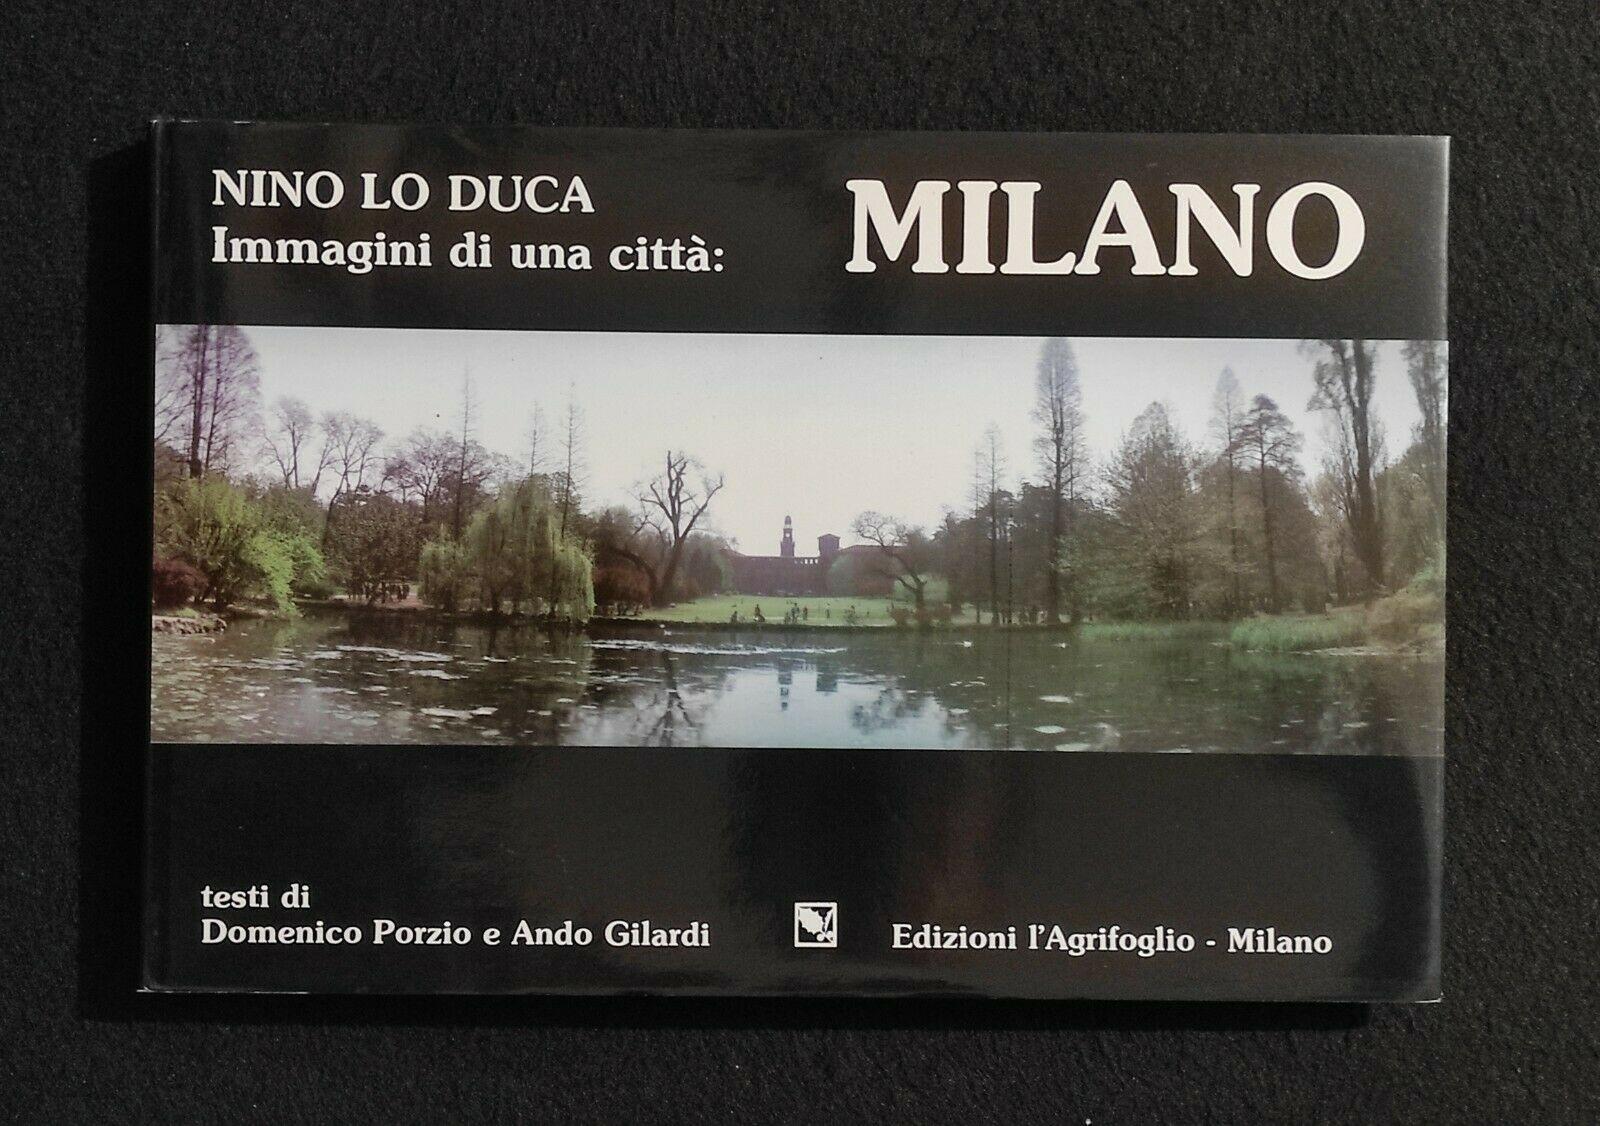 NINO LO DUCA
Immagini di una città:
MILANO
testi di
Domenico Porzio e Ando Gilardi
Edizioni l'Agrifoglio - Milano